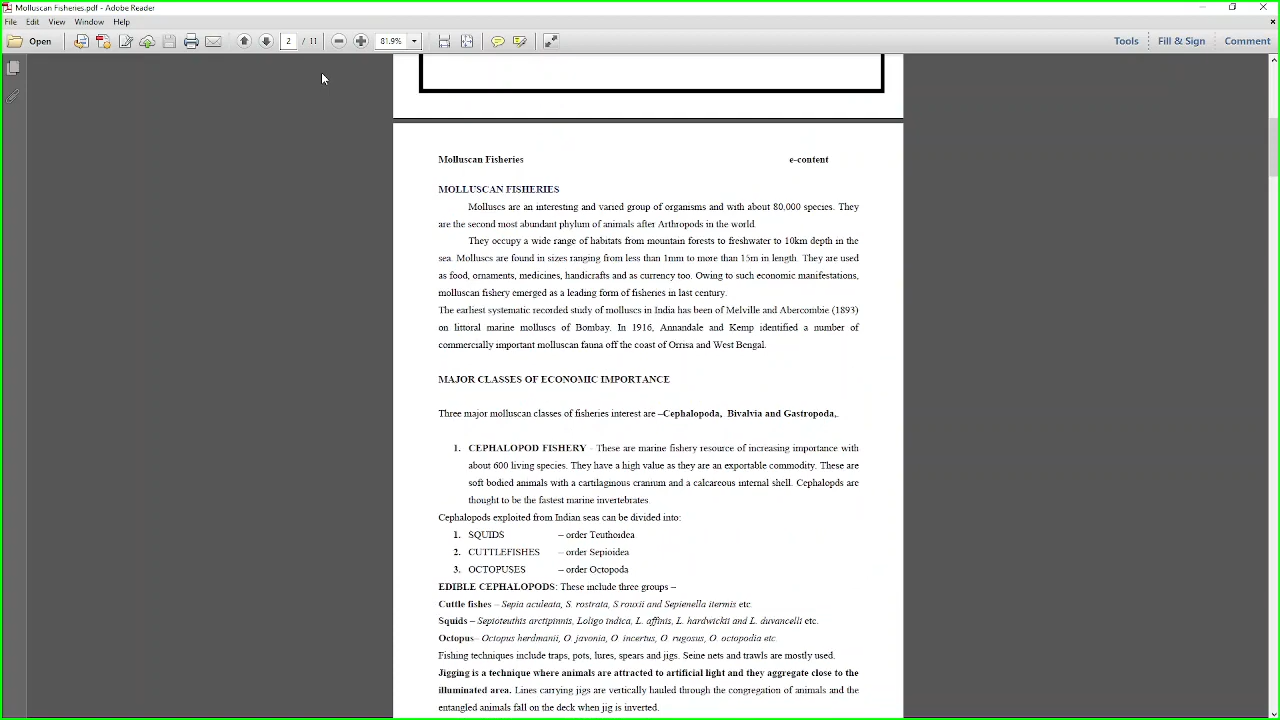 Molluscan Fisheries.pdf - Adobe Reader
File Edit View Window Help
Open 2 / 11 81.9% Tools Fill & Sign Comment
Molluscan Fisheries e-content
MOLLUSCAN FISHERIES
Molluscs are an interesting and varied group of organisms and with about 80,000 species. They
are the second most abundant phylum of animals after Arthropods in the world
They occupy a wide range of habitats from mountain forests to freshwater to 10km depth in the
sea. Molluscs are found in sizes ranging from less than 1mm to more than 15m in length. They are used
as food, ornaments, medicines, handicrafts and as currency too. Owing to such economic manifestations,
molluscan fishery emerged as a leading form of fisheries in last century.
The earliest systematic recorded study of molluscs in India has been of Melville and Abercombie (1893)
on littoral marine molluscs of Bombay. In 1916, Annandale and Kemp identified a number of
commercially important molluscan fauna off the coast of Orrisa and West Bengal.
MAJOR CLASSES OF ECONOMIC IMPORTANCE
Three major molluscan classes of fisheries interest are –Cephalopoda, Bivalvia and Gastropoda,.
1. CEPHALOPOD FISHERY - These are marine fishery resource of increasing importance with
about 600 living species. They have a high value as they are an exportable commodity. These are
soft bodied animals with a cartilaginous cranium and a calcareous internal shell. Cephalopds are
thought to be the fastest marine invertebrates
Cephalopods exploited from Indian seas can be divided into:
1. SQUIDS – order Teuthoidea
2. CUTTLEFISHES – order Sepioidea
3. OCTOPUSES – order Octopoda
EDIBLE CEPHALOPODS: These include three groups –
Cuttle fishes – Sepia aculeata, S. rostrata, S rouxii and Sepienella itermis etc.
Squids – Sepioteuthis arctipinnis, Loligo indica, L. affinis, L. hardwickii and L. duvancelli etc.
Octopus– Octopus herdmanii, O. javonia, O. incertus, O. rugosus, O. octopodia etc.
Fishing techniques include traps, pots, lures, spears and jigs. Seine nets and trawls are mostly used.
Jigging is a technique where animals are attracted to artificial light and they aggregate close to the
illuminated area. Lines carrying jigs are vertically hauled through the congregation of animals and the
entangled animals fall on the deck when jig is inverted.